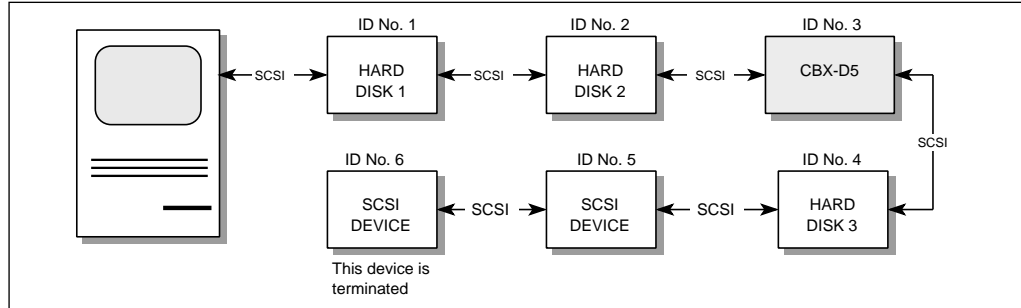 ID No. 1
ID No. 2
ID No. 3
SCSI
HARD
DISK 1
SCSI
HARD
DISK 2
SCSI
CBX-D5
SCSI
ID No. 6
ID No. 5
ID No. 4
SCSI
DEVICE
SCSI
SCSI
DEVICE
SCSI
HARD
DISK 3
This device is
terminated